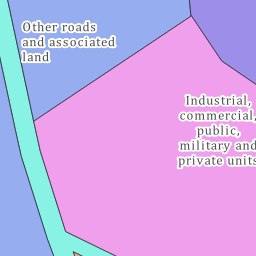 Other roads
and associated
land
Industrial,
commercial,
public,
military and
private units